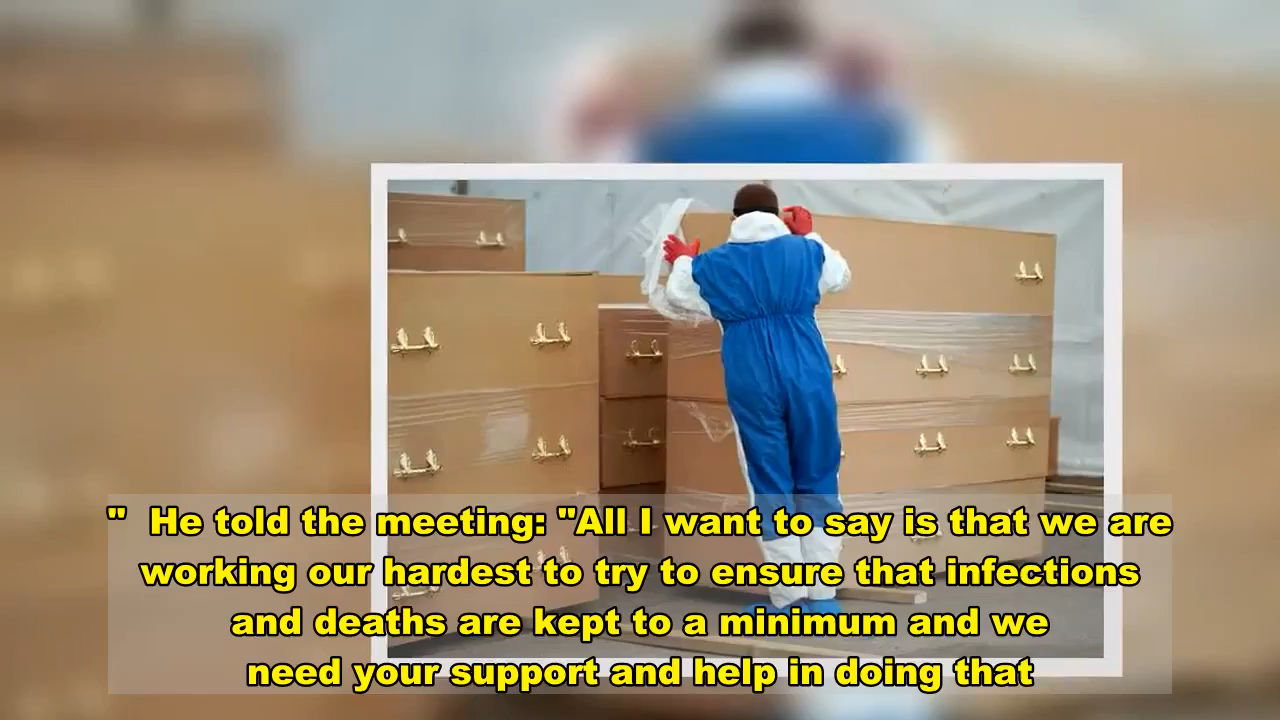 "  He told the meeting: "All I want to say is that we are
working our hardest to try to ensure that infections
and deaths are kept to a minimum and we
need your support and help in doing that